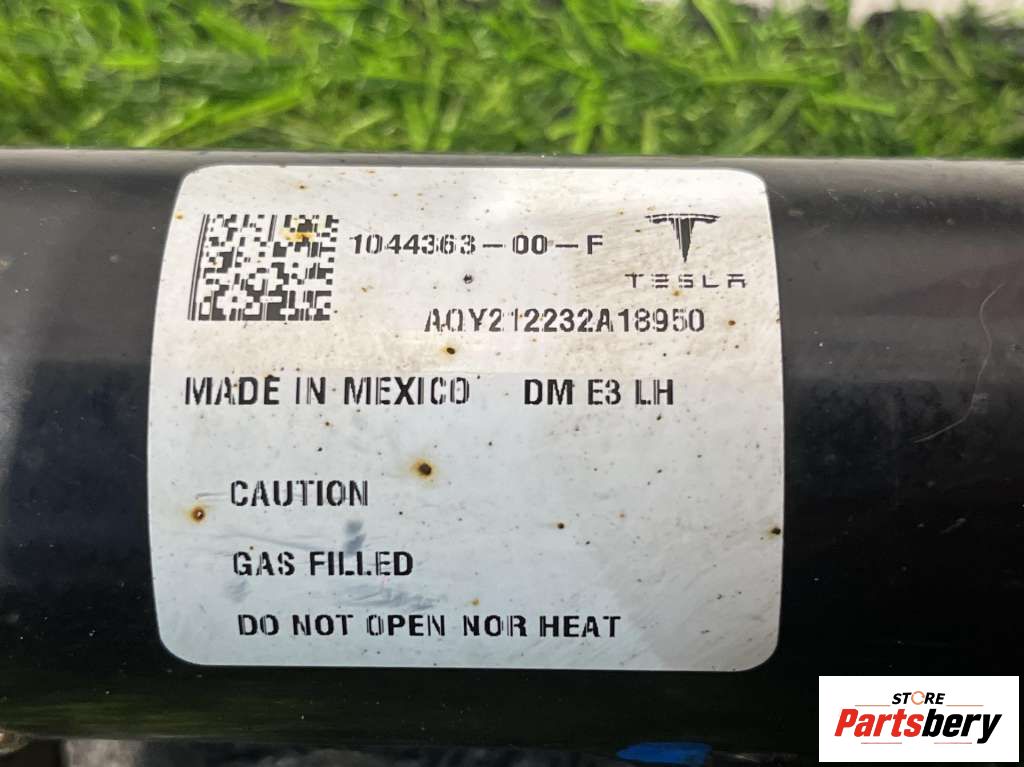 1044363-00-F
TESLA
AQY212232A18950
MADE IN MEXICO DM E3 LH
CAUTION
GAS FILLED
DO NOT OPEN NOR HEAT
STORE
Partsbery